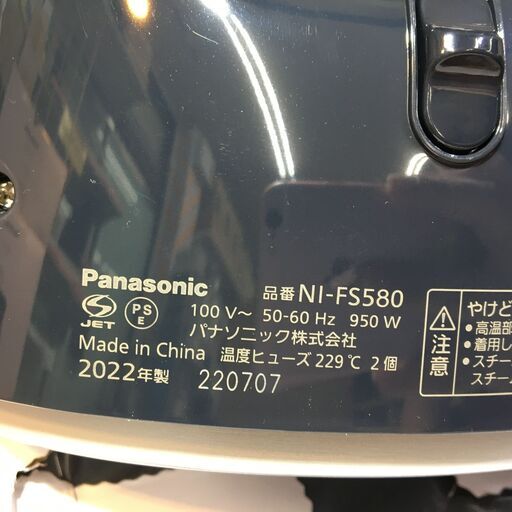 Panasonic 品番 NI-FS580
JET PS E 100 V～ 50-60 Hz 950 W
パナソニック株式会社
Made in China 温度ヒューズ 229℃ 2個
2022年製 220707
注意
やけど
•高温部
•着用し
•スチー
スチーム